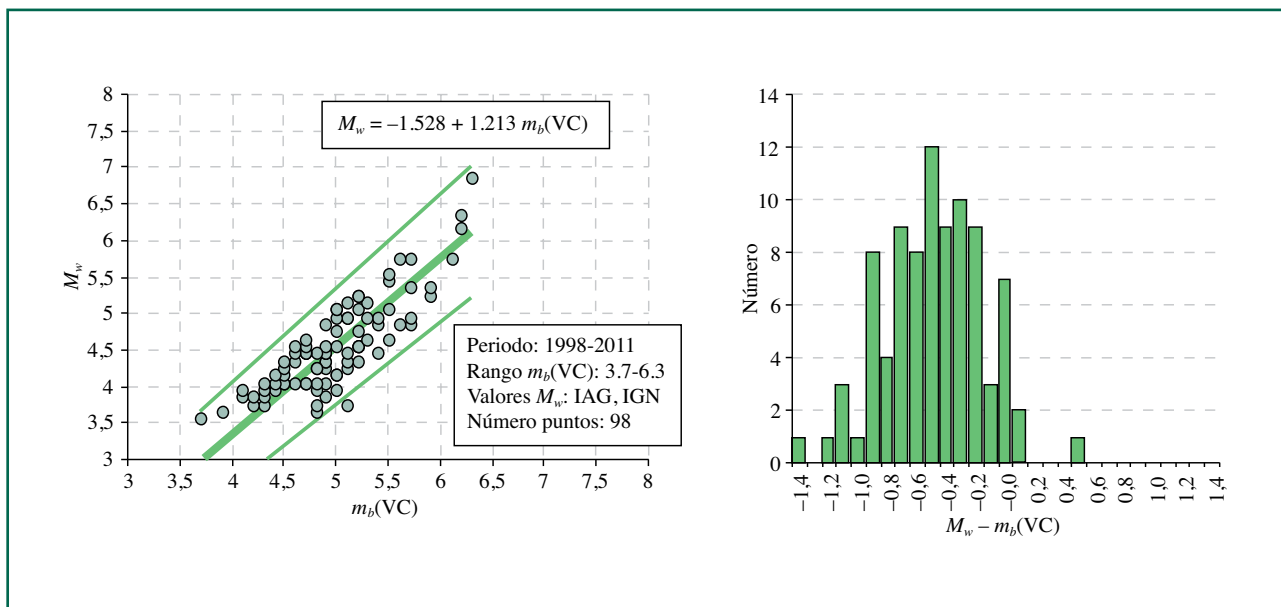 8
7,5
7
6,5
6
5,5
5
4,5
4
3,5
3
M_w
M_w = –1.528 + 1.213 m_b(VC)
Periodo: 1998-2011
Rango m_b(VC): 3.7-6.3
Valores M_w: IAG, IGN
Número puntos: 98
3 3,5 4 4,5 5 5,5 6 6,5 7 7,5 8
m_b(VC)
14
12
10
8
6
4
2
0
Número
–1,4 –1,2 –1,0 –0,8 –0,6 –0,4 –0,2 –0,0 0,2 0,4 0,6 0,8 1,0 1,2 1,4
M_w – m_b(VC)